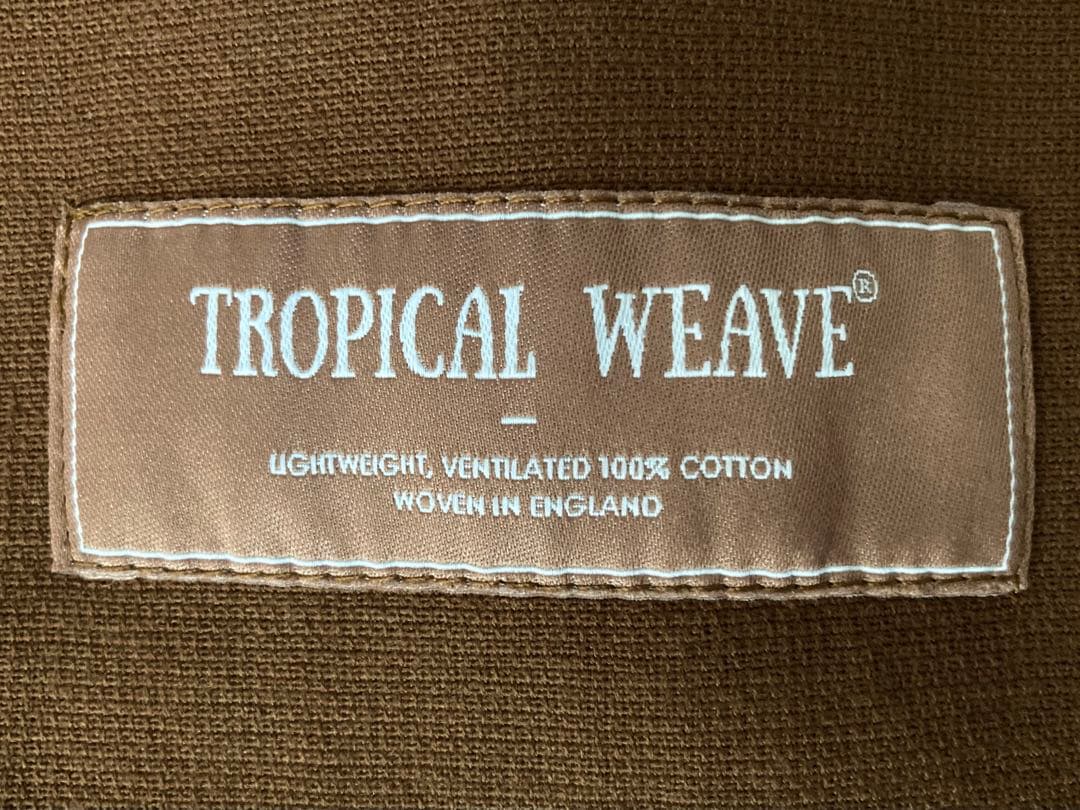 TROPICAL WEAVE®
LIGHTWEIGHT, VENTILATED 100% COTTON
WOVEN IN ENGLAND